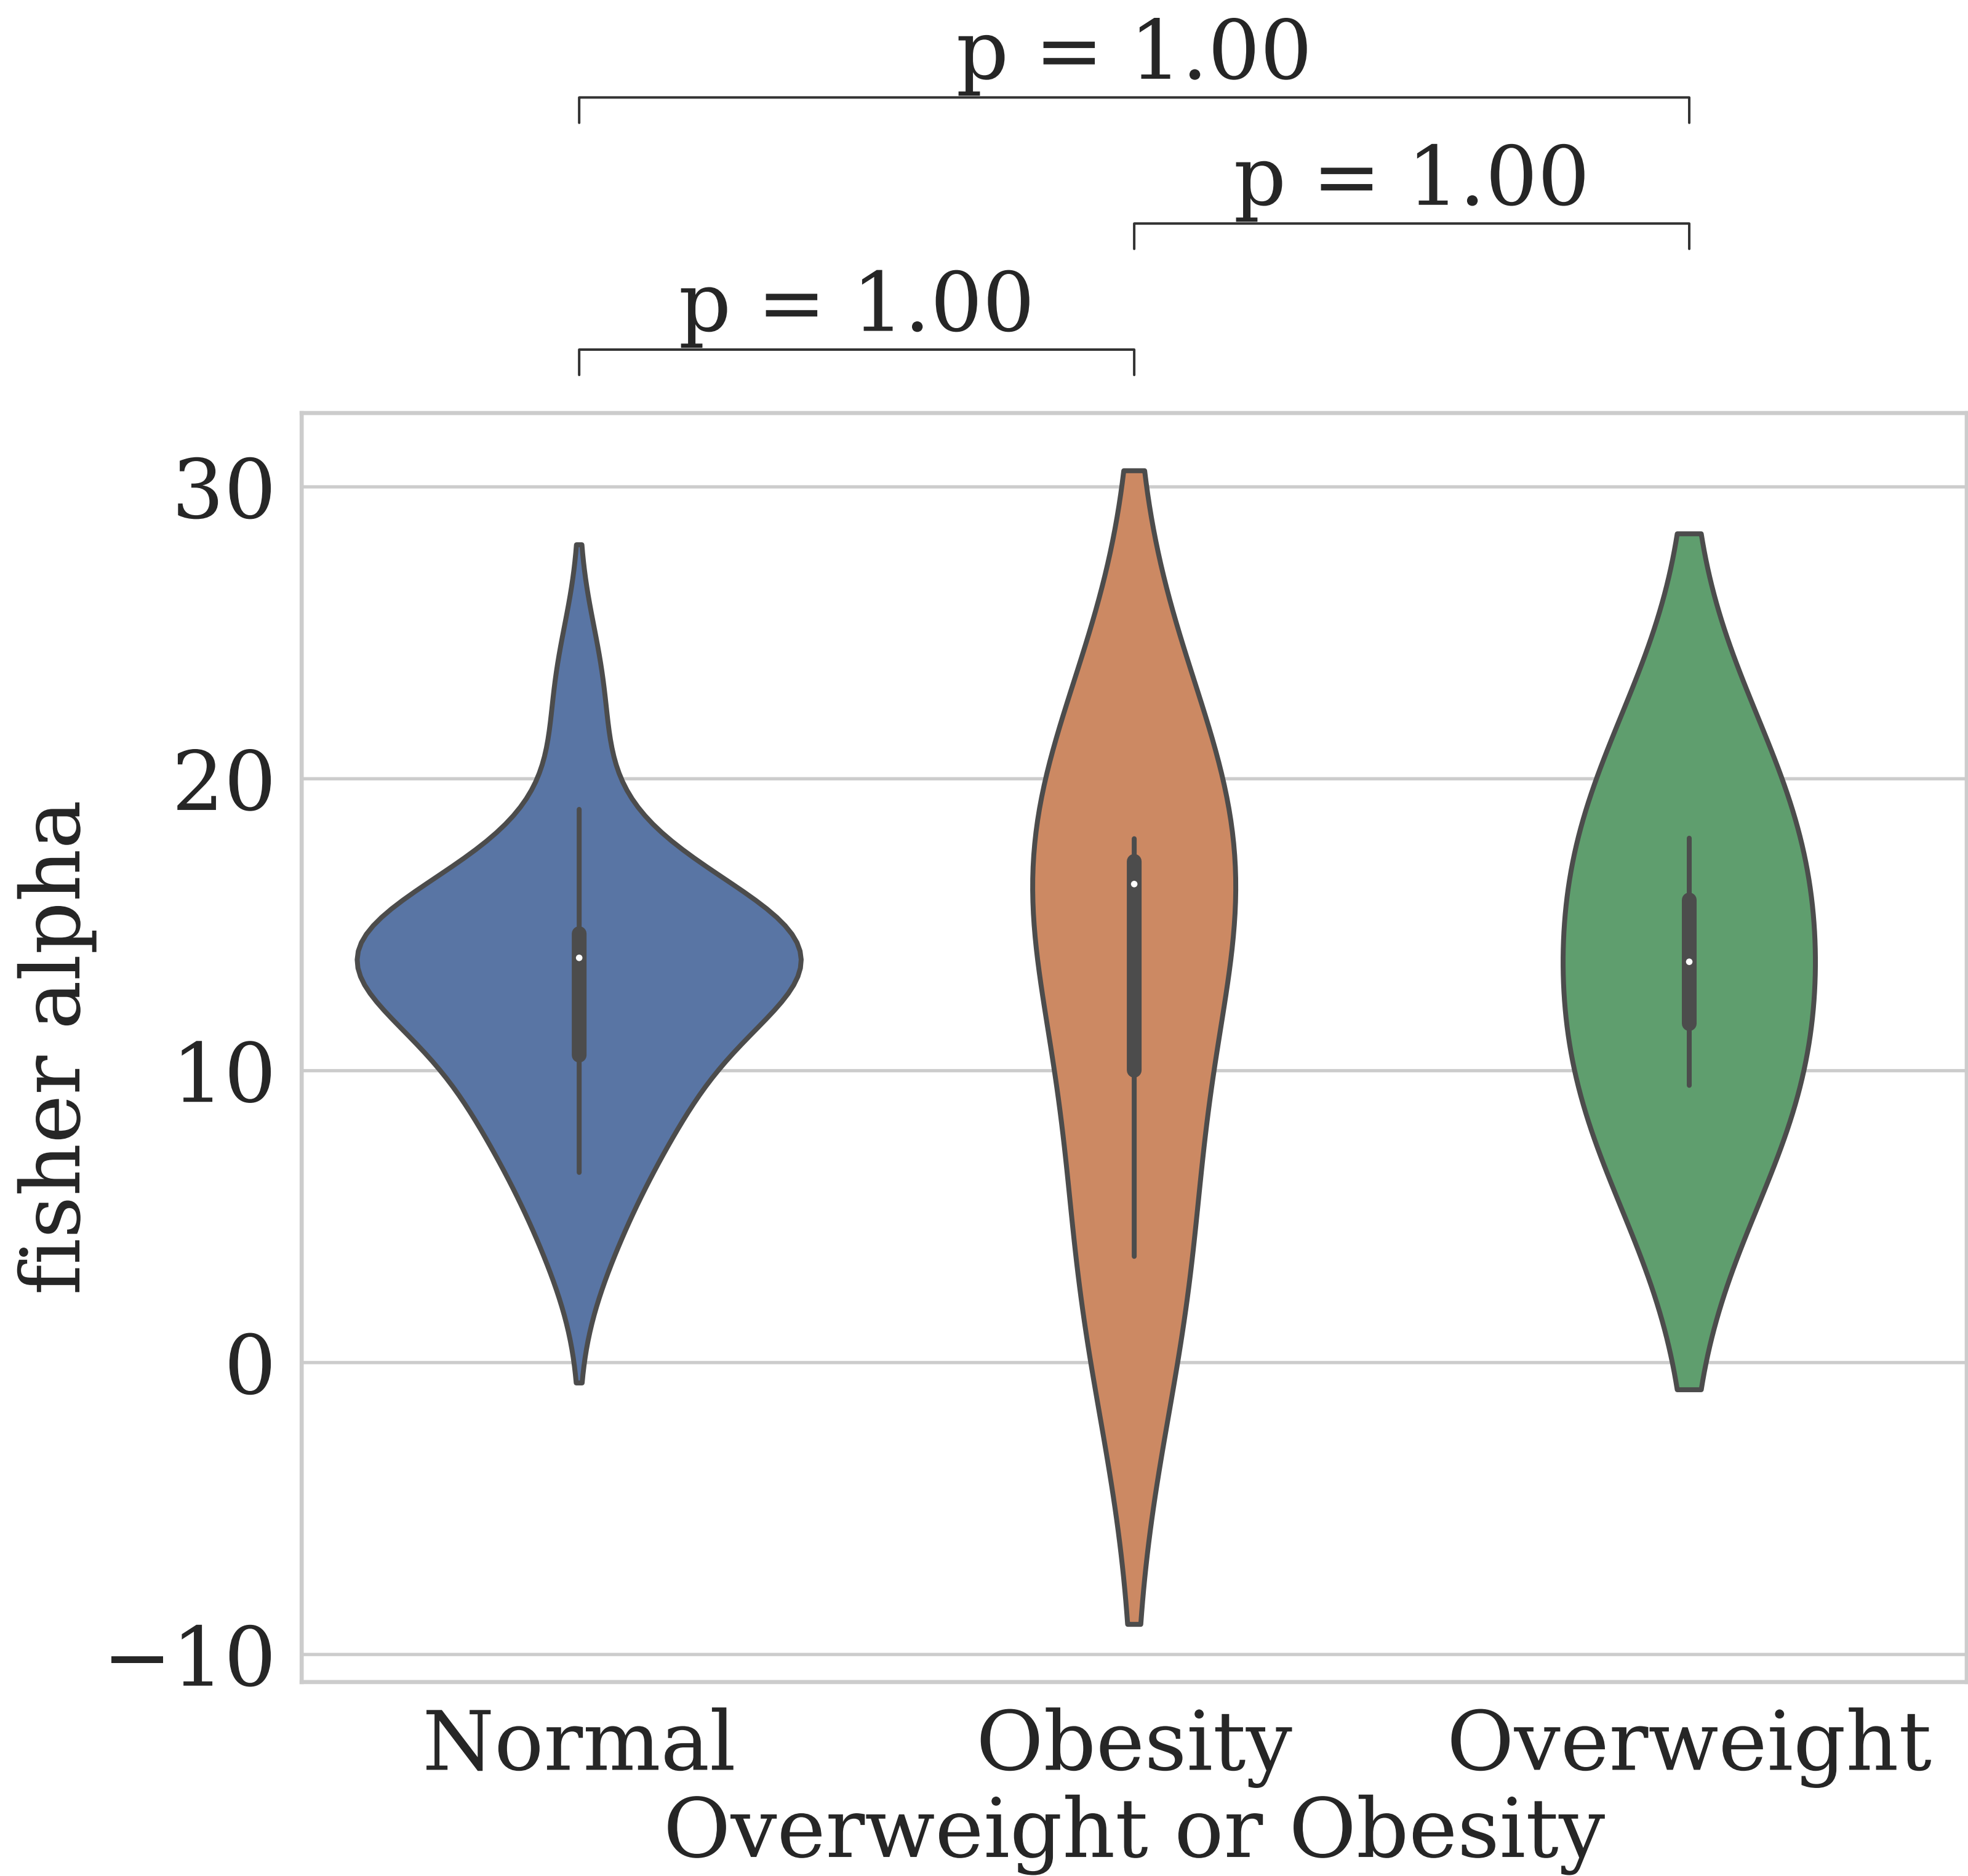 p = 1.00
p = 1.00
p = 1.00
30
20
10
0
−10
fisher alpha
Normal
Obesity
Overweight
Overweight or Obesity